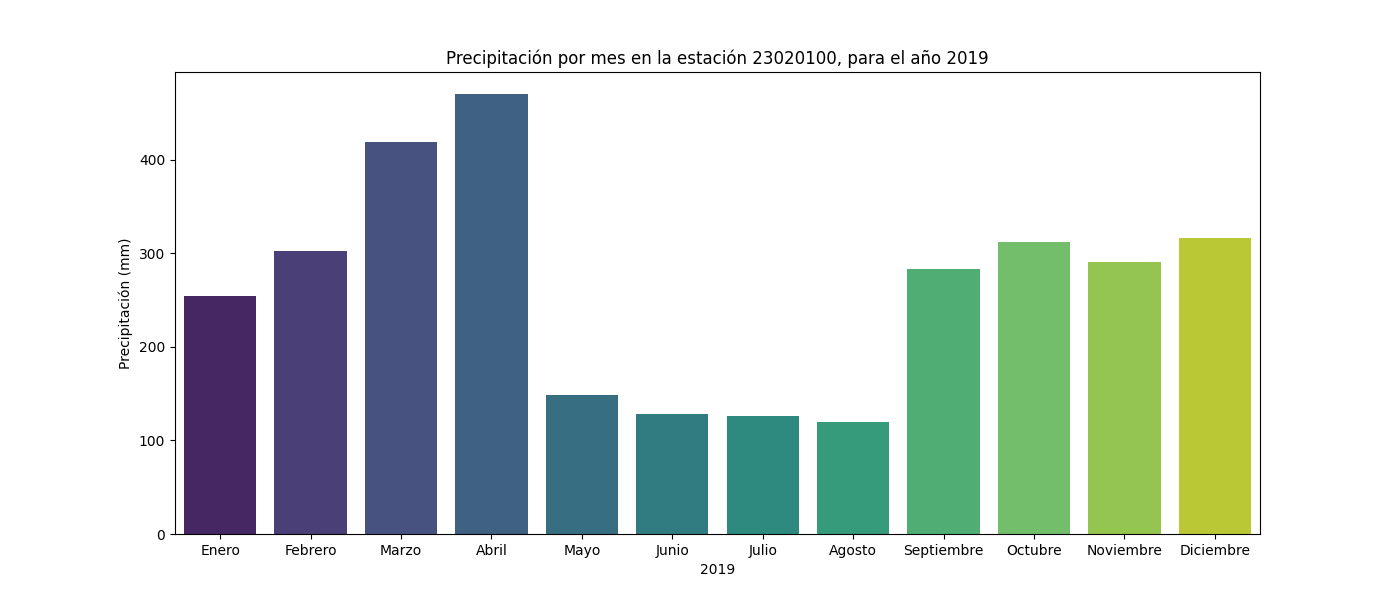 Precipitación por mes en la estación 23020100, para el año 2019
Precipitación (mm)
400
300
200
100
0
Enero Febrero Marzo Abril Mayo Junio Julio Agosto Septiembre Octubre Noviembre Diciembre
2019